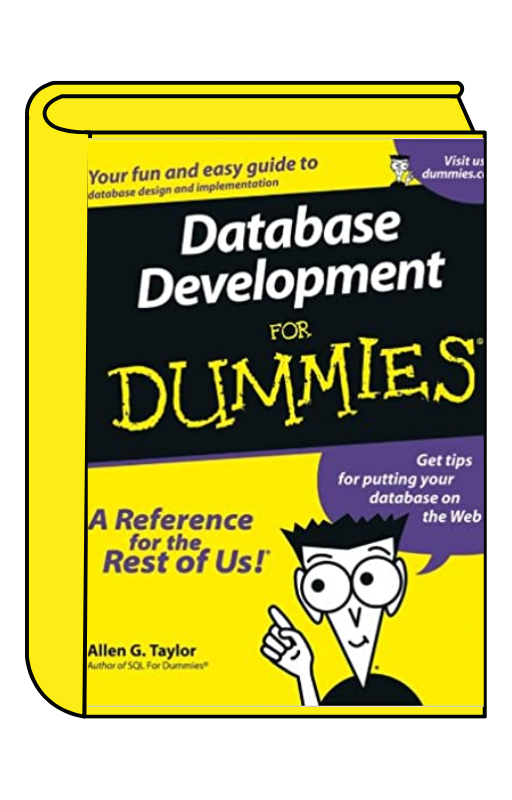 Your fun and easy guide to
database design and implementation
Visit us
dummies.c
Database
Development
FOR
DUMMIES®
Get tips
for putting your
database on
the Web
A Reference
for the
Rest of Us!®
Allen G. Taylor
Author of SQL For Dummies®